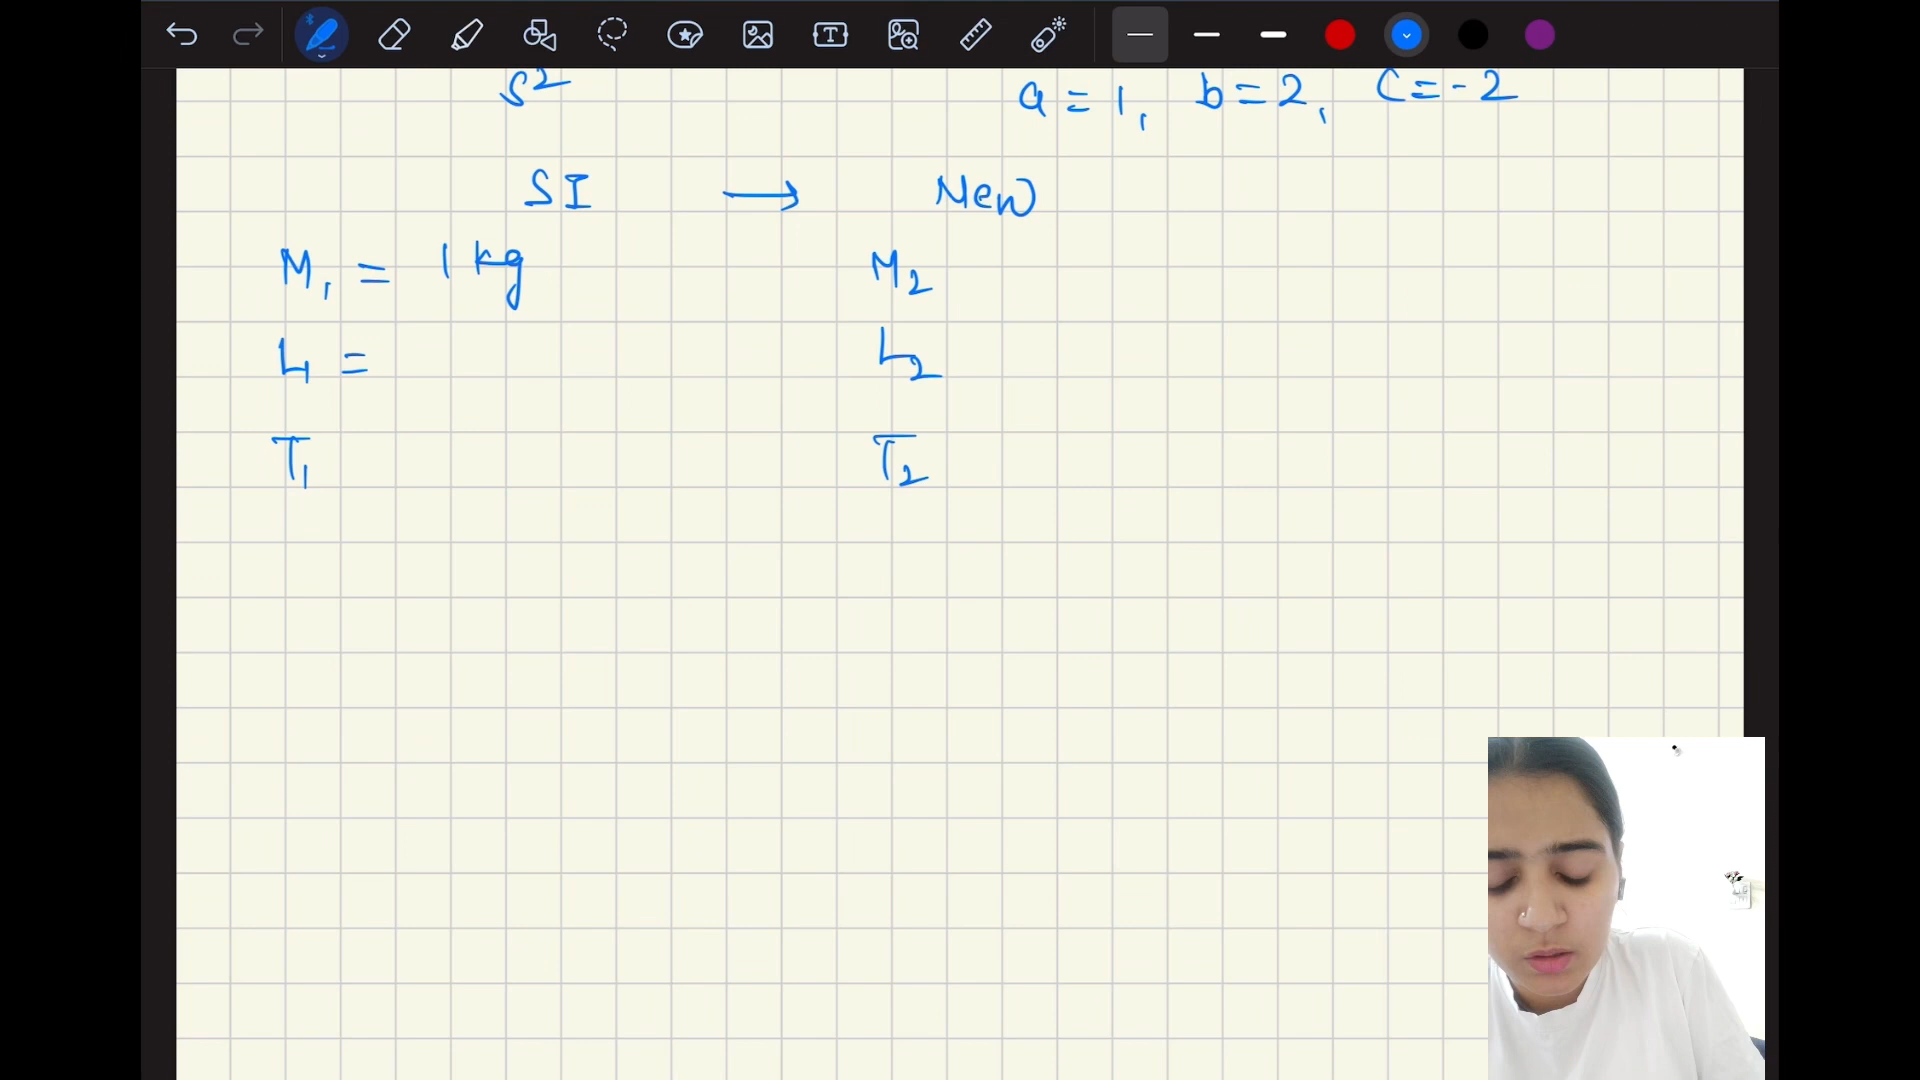 s²
a = 1, b = 2, c = -2
SI → New
M₁ = 1 kg M₂
L₁ = L₂
T₁ T₂